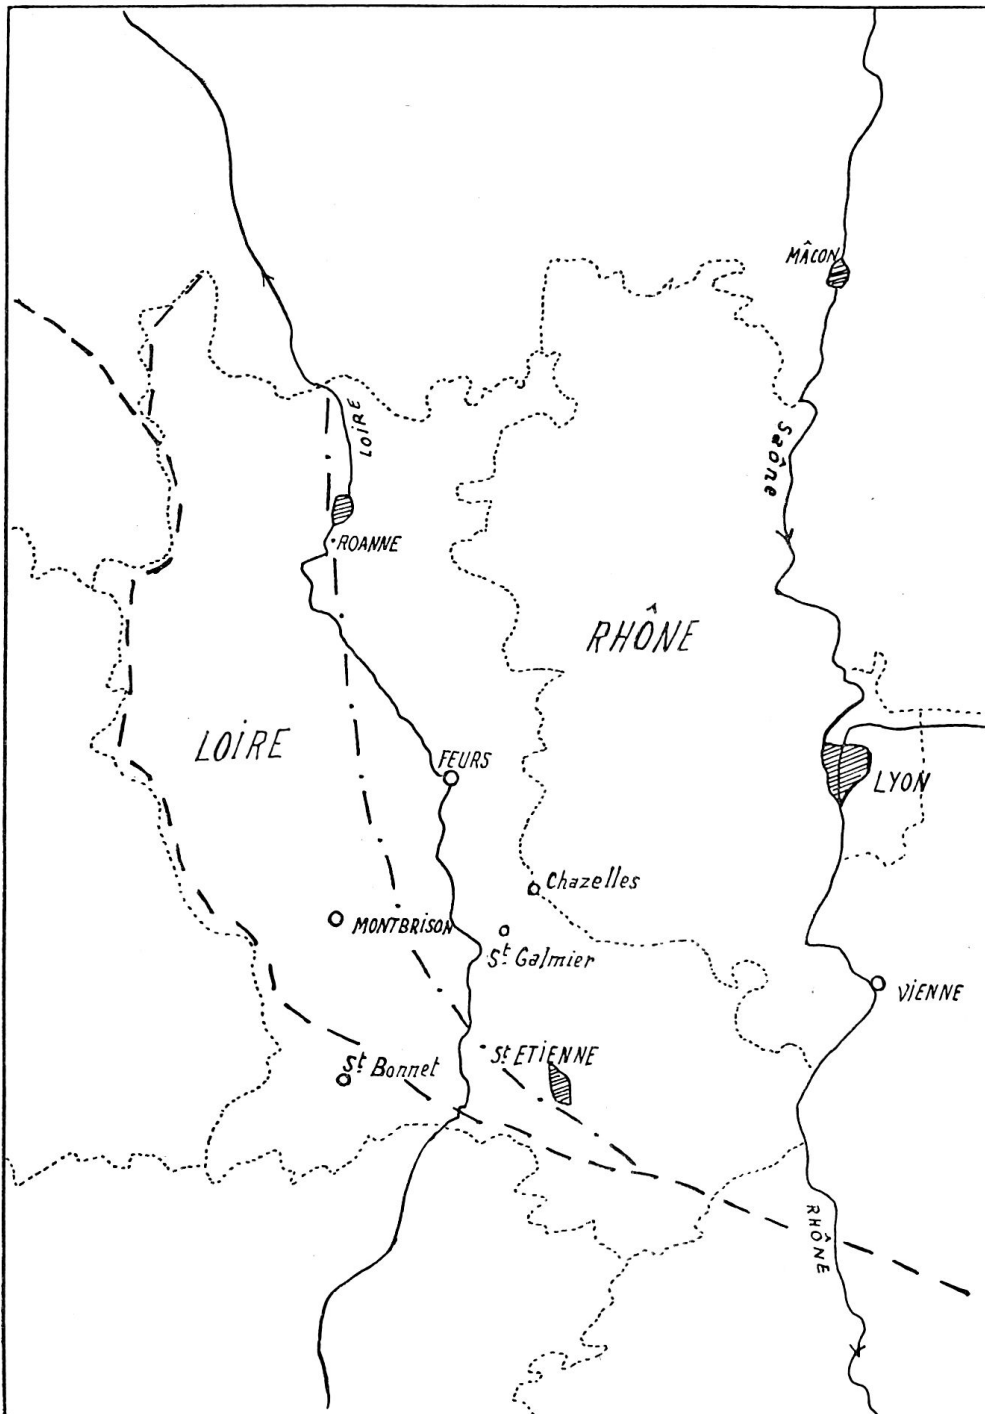 MÂCON
LOIRE
Saône
ROANNE
RHÔNE
LOIRE
FEURS
LYON
Chazelles
MONTBRISON
St Galmier
VIENNE
St ETIENNE
St Bonnet
RHÔNE